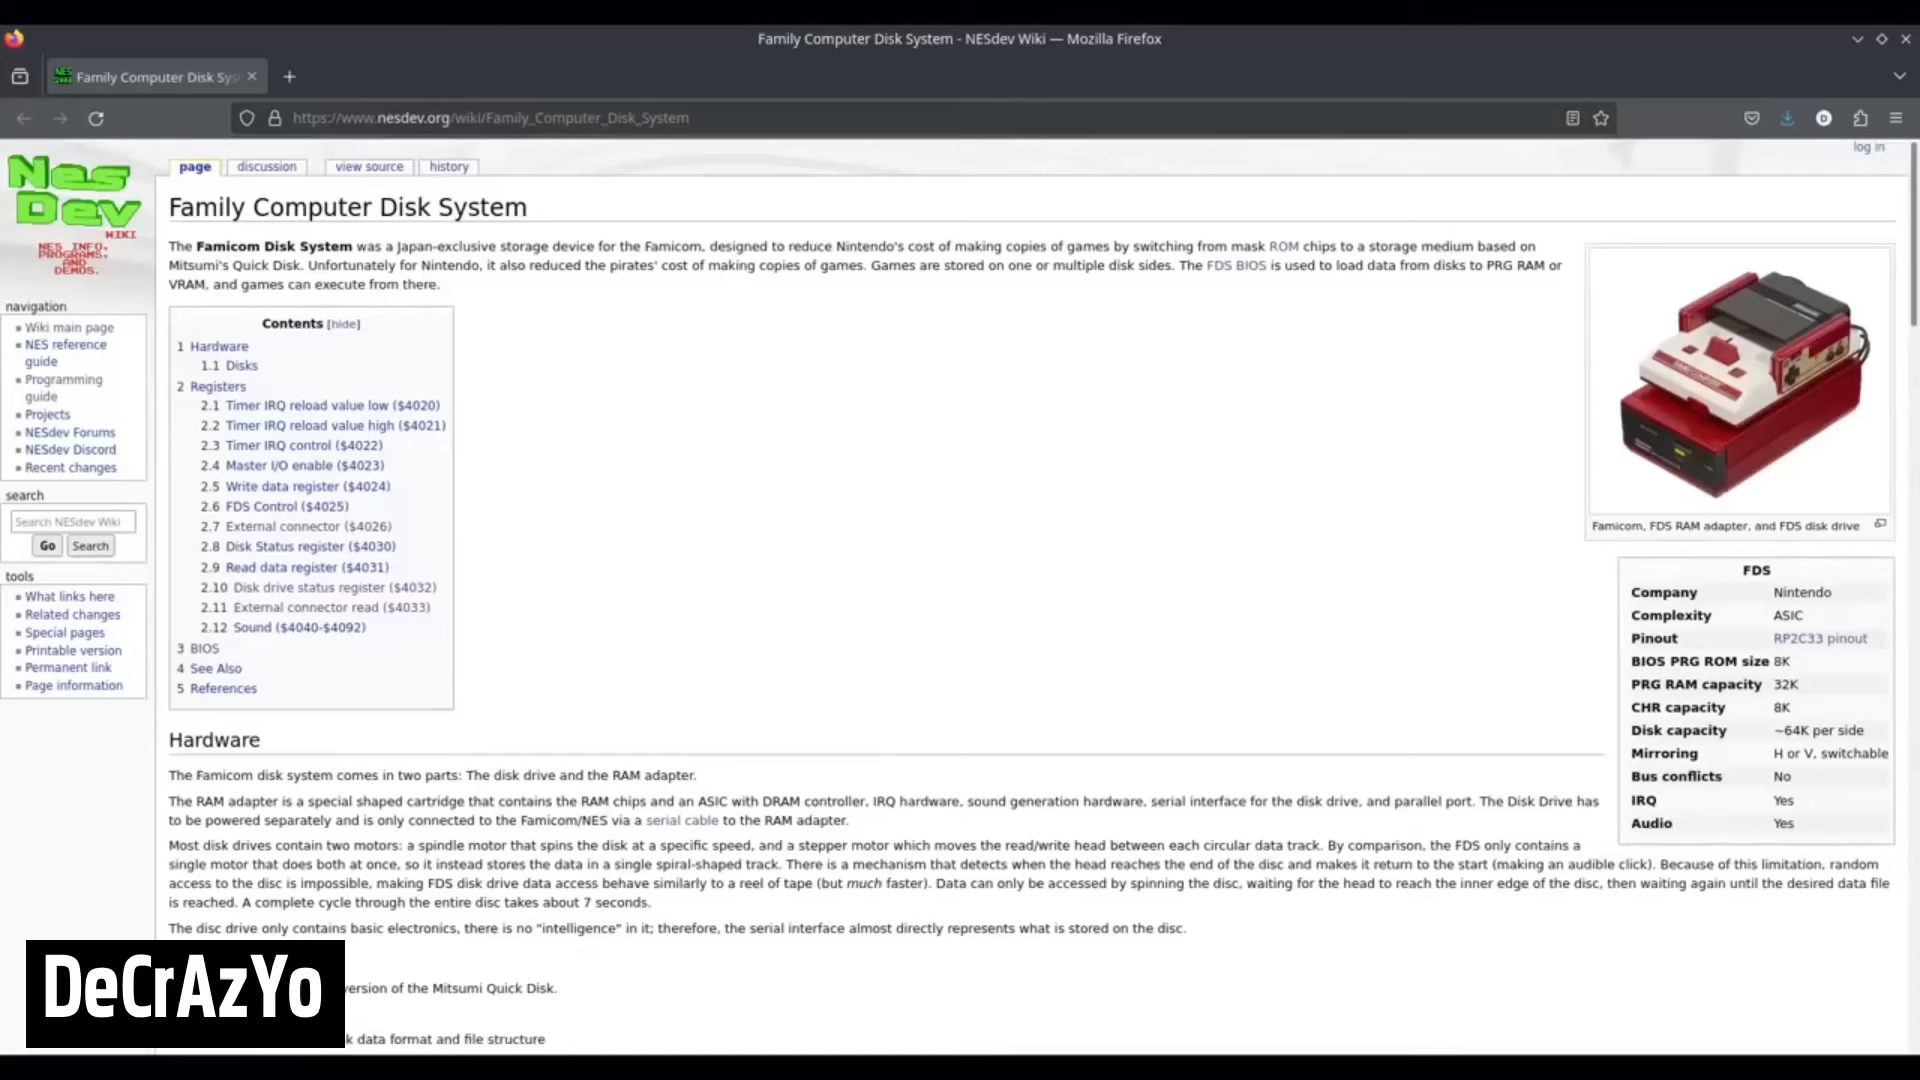 Family Computer Disk System - NESdev Wiki — Mozilla Firefox
Family Computer Disk Sys
https://www.nesdev.org/wiki/Family_Computer_Disk_System
log in
Nes
Dev
WIKI
NES INFO,
PROGRAMS,
AND
DEMOS.
page
discussion
view source
history
Family Computer Disk System
The Famicom Disk System was a Japan-exclusive storage device for the Famicom, designed to reduce Nintendo's cost of making copies of games by switching from mask ROM chips to a storage medium based on
Mitsumi's Quick Disk. Unfortunately for Nintendo, it also reduced the pirates' cost of making copies of games. Games are stored on one or multiple disk sides. The FDS BIOS is used to load data from disks to PRG RAM or
VRAM, and games can execute from there.
navigation
Wiki main page
NES reference
guide
Programming
guide
Projects
NESdev Forums
NESdev Discord
Recent changes
search
Search NESdev Wiki
Go
Search
tools
What links here
Related changes
Special pages
Printable version
Permanent link
Page information
Contents [hide]
1 Hardware
1.1 Disks
2 Registers
2.1 Timer IRQ reload value low ($4020)
2.2 Timer IRQ reload value high ($4021)
2.3 Timer IRQ control ($4022)
2.4 Master I/O enable ($4023)
2.5 Write data register ($4024)
2.6 FDS Control ($4025)
2.7 External connector ($4026)
2.8 Disk Status register ($4030)
2.9 Read data register ($4031)
2.10 Disk drive status register ($4032)
2.11 External connector read ($4033)
2.12 Sound ($4040-$4092)
3 BIOS
4 See Also
5 References
Famicom, FDS RAM adapter, and FDS disk drive
FDS
Company Nintendo
Complexity ASIC
Pinout RP2C33 pinout
BIOS PRG ROM size 8K
PRG RAM capacity 32K
CHR capacity 8K
Disk capacity ~64K per side
Mirroring H or V, switchable
Bus conflicts No
IRQ Yes
Audio Yes
Hardware
The Famicom disk system comes in two parts: The disk drive and the RAM adapter.
The RAM adapter is a special shaped cartridge that contains the RAM chips and an ASIC with DRAM controller, IRQ hardware, sound generation hardware, serial interface for the disk drive, and parallel port. The Disk Drive has
to be powered separately and is only connected to the Famicom/NES via a serial cable to the RAM adapter.
Most disk drives contain two motors: a spindle motor that spins the disk at a specific speed, and a stepper motor which moves the read/write head between each circular data track. By comparison, the FDS only contains a
single motor that does both at once, so it instead stores the data in a single spiral-shaped track. There is a mechanism that detects when the head reaches the end of the disc and makes it return to the start (making an audible click). Because of this limitation, random
access to the disc is impossible, making FDS disk drive data access behave similarly to a reel of tape (but much faster). Data can only be accessed by spinning the disc, waiting for the head to reach the inner edge of the disc, then waiting again until the desired data file
is reached. A complete cycle through the entire disc takes about 7 seconds.
The disc drive only contains basic electronics, there is no "intelligence" in it; therefore, the serial interface almost directly represents what is stored on the disc.
version of the Mitsumi Quick Disk.
k data format and file structure
DeCrAzYo